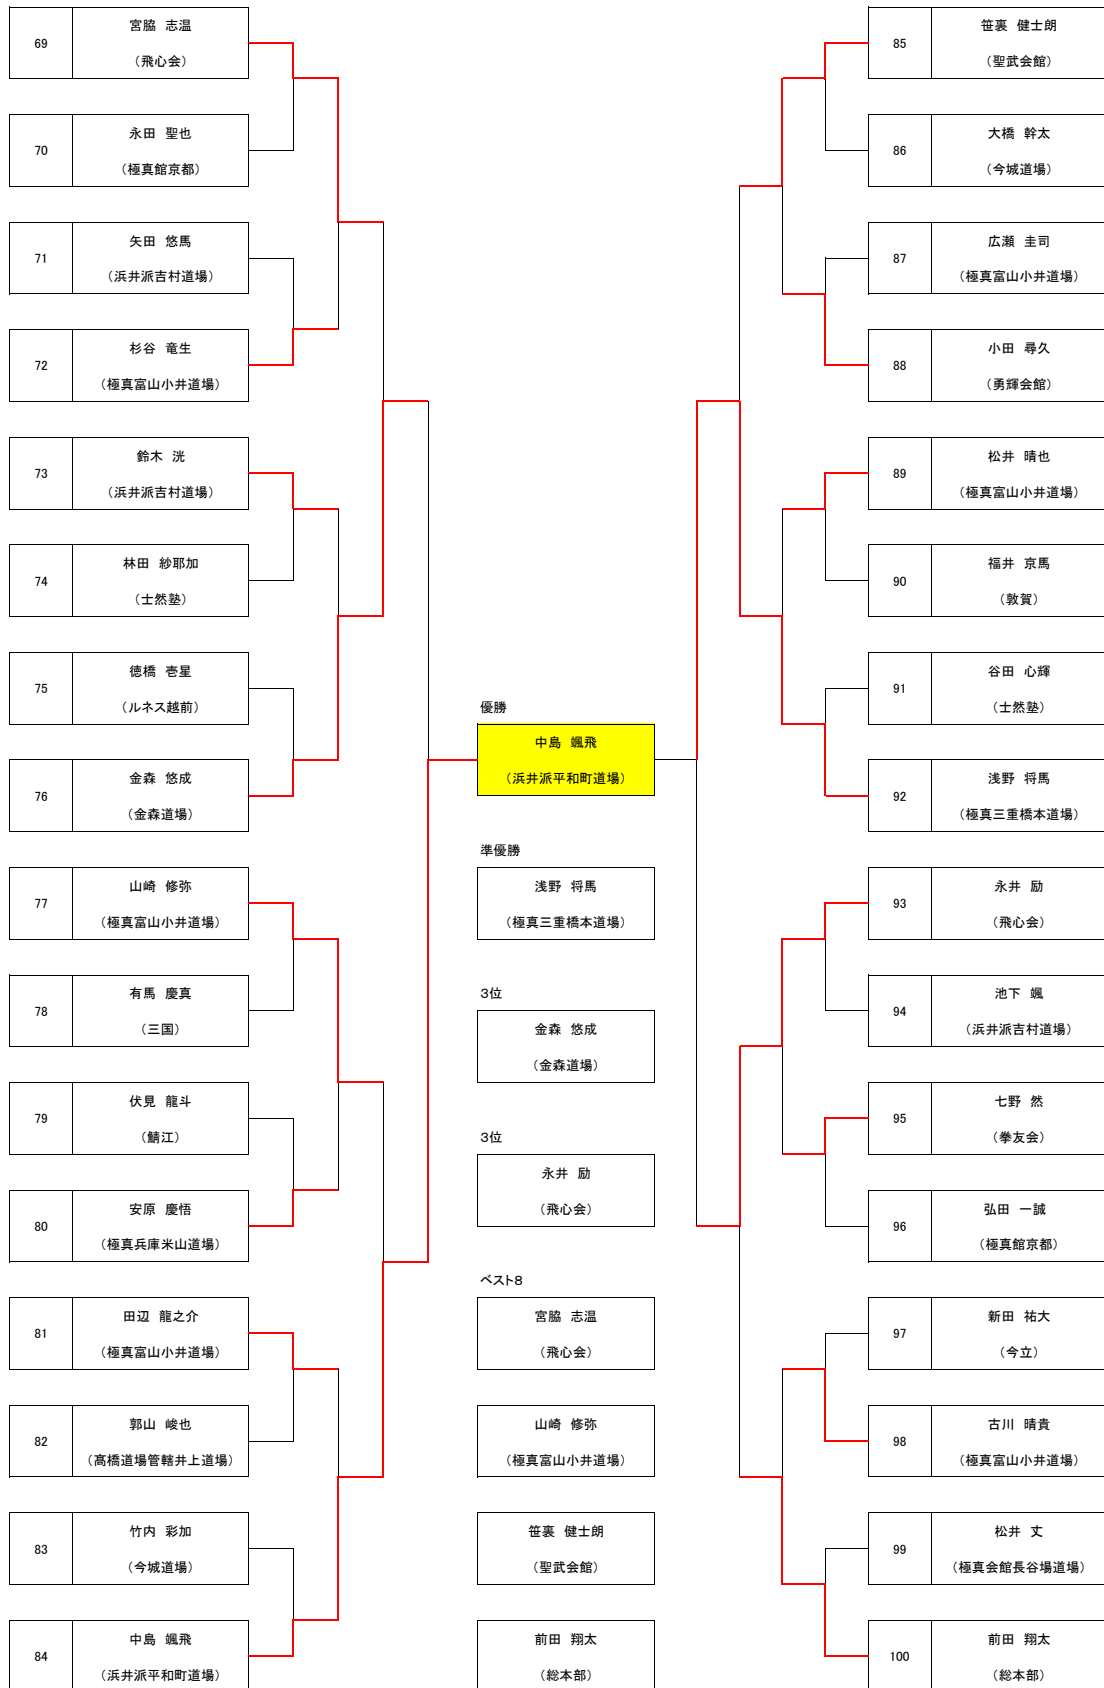 69
宮脇 志温
（飛心会）
70
永田 聖也
（極真館京都）
71
矢田 悠馬
（浜井派吉村道場）
72
杉谷 竜生
（極真富山小井道場）
73
鈴木 洸
（浜井派吉村道場）
74
林田 紗耶加
（士然塾）
75
徳橋 壱星
（ルネス越前）
76
金森 悠成
（金森道場）
77
山崎 修弥
（極真富山小井道場）
78
有馬 慶真
（三国）
79
伏見 龍斗
（鯖江）
80
安原 慶悟
（極真兵庫米山道場）
81
田辺 龍之介
（極真富山小井道場）
82
郭山 峻也
（髙橋道場管轄井上道場）
83
竹内 彩加
（今城道場）
84
中島 颯飛
（浜井派平和町道場）
優勝
中島 颯飛
（浜井派平和町道場）
準優勝
浅野 将馬
（極真三重橋本道場）
3位
金森 悠成
（金森道場）
3位
永井 励
（飛心会）
ベスト8
宮脇 志温
（飛心会）
山崎 修弥
（極真富山小井道場）
笹裏 健士朗
（聖武会館）
前田 翔太
（総本部）
85
笹裏 健士朗
（聖武会館）
86
大橋 幹太
（今城道場）
87
広瀬 圭司
（極真富山小井道場）
88
小田 尋久
（勇輝会館）
89
松井 晴也
（極真富山小井道場）
90
福井 京馬
（敦賀）
91
谷田 心輝
（士然塾）
92
浅野 将馬
（極真三重橋本道場）
93
永井 励
（飛心会）
94
池下 颯
（浜井派吉村道場）
95
七野 然
（拳友会）
96
弘田 一誠
（極真館京都）
97
新田 祐大
（今立）
98
古川 晴貴
（極真富山小井道場）
99
松井 丈
（極真会館長谷場道場）
100
前田 翔太
（総本部）